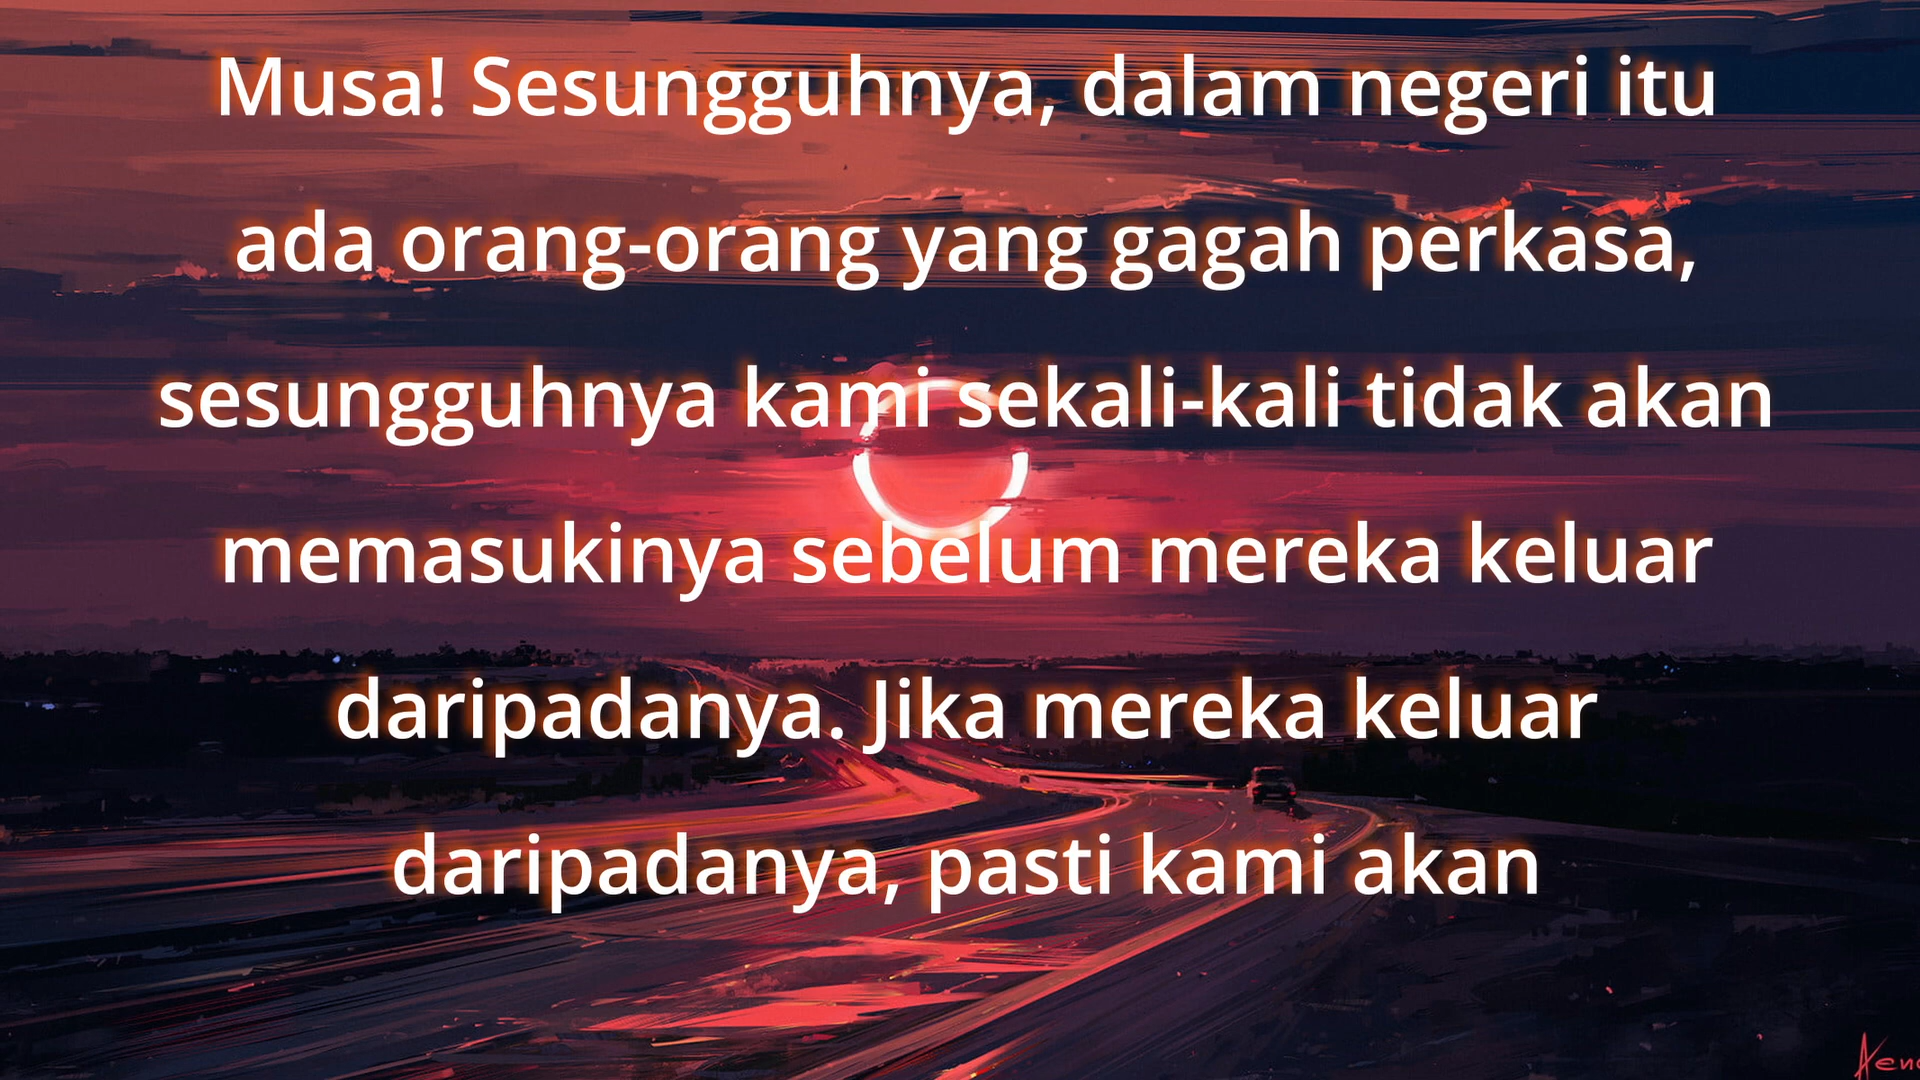 Musa! Sesungguhnya, dalam negeri itu
ada orang-orang yang gagah perkasa,
sesungguhnya kami sekali-kali tidak akan
memasukinya sebelum mereka keluar
daripadanya. Jika mereka keluar
daripadanya, pasti kami akan